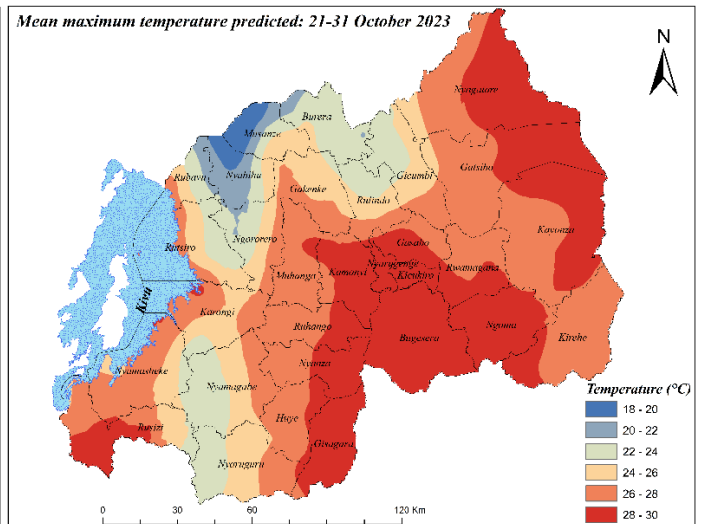 Mean maximum temperature predicted: 21-31 October 2023
N
Nyagatare
Burera
Musanze
Rubavu
Nyabihu
Gicumbi
Gatsibo
Gakenke
Rulindo
Ngororero
Kayonza
Rutsiro
Gasabo
Nyarugenge
Rwamagana
Muhanga
Kamonyi
Kicukiro
Kivu
Karongi
Ruhango
Bugesera
Ngoma
Kirehe
Nyamasheke
Nyanza
Nyamagabe
Temperature (°C)
18 - 20
Huye
Rusizi
20 - 22
Gisagara
22 - 24
Nyaruguru
24 - 26
26 - 28
0 30 60 120 Km
28 - 30